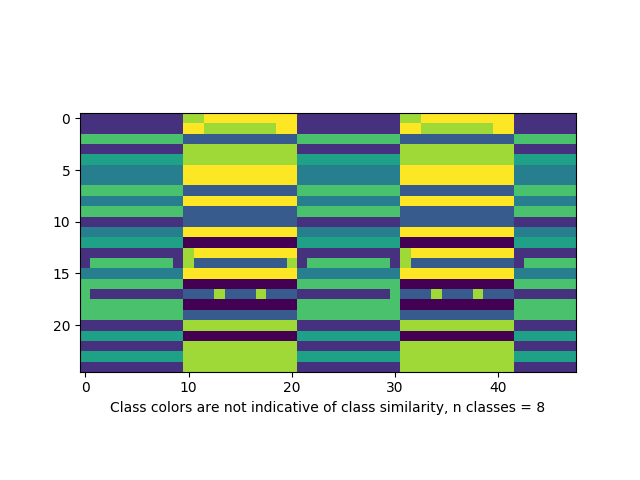 0
5
10
15
20
0 10 20 30 40
Class colors are not indicative of class similarity, n classes = 8